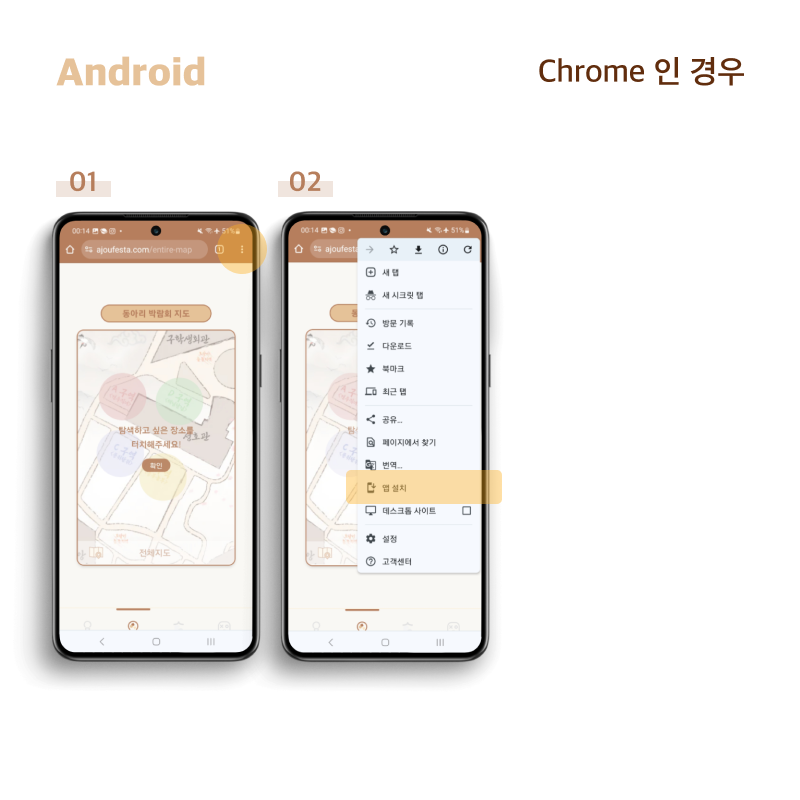 Android
Chrome 인 경우
01
02
00:14
51%
ajoufesta.com/entire-map
1
동아리 박람회 지도
구학생회관
탐색하고 싶은 장소를
터치해주세요!
확인
전체지도
00:14
51%
ajoufesta
새 탭
새 시크릿 탭
방문 기록
다운로드
북마크
최근 탭
공유...
페이지에서 찾기
번역...
앱 설치
데스크톱 사이트
설정
고객센터
탐색
터